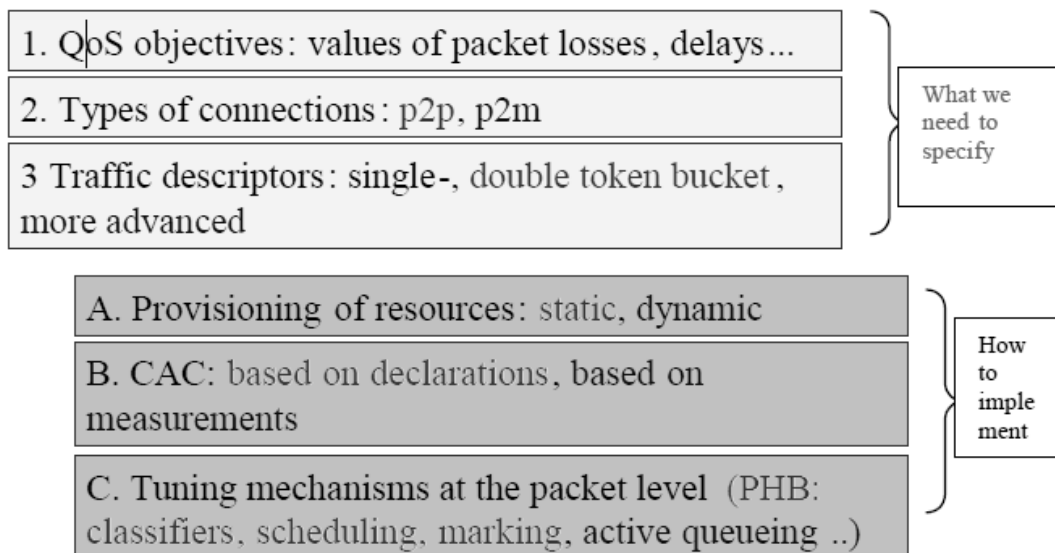 1. QoS objectives: values of packet losses, delays...
2. Types of connections: p2p, p2m
3 Traffic descriptors: single-, double token bucket,
more advanced
What we
need to
specify
A. Provisioning of resources: static, dynamic
B. CAC: based on declarations, based on
measurements
C. Tuning mechanisms at the packet level (PHB:
classifiers, scheduling, marking, active queueing ..)
How
to
imple
ment